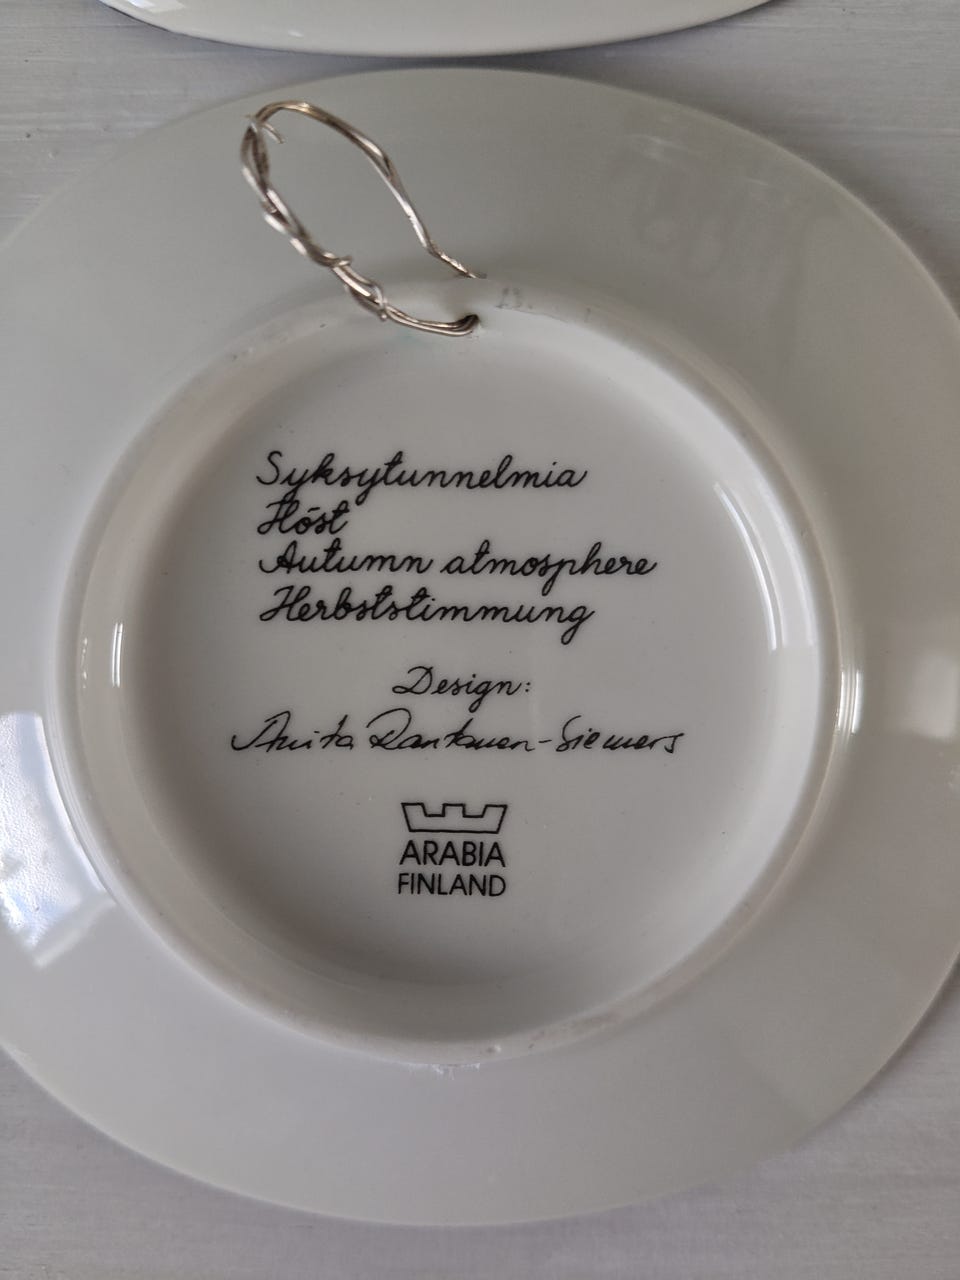 Syksytunnelmia
Höst
Autumn atmosphere
Herbststimmung
Design:
Anita Rantanen-Siemers
ARABIA
FINLAND